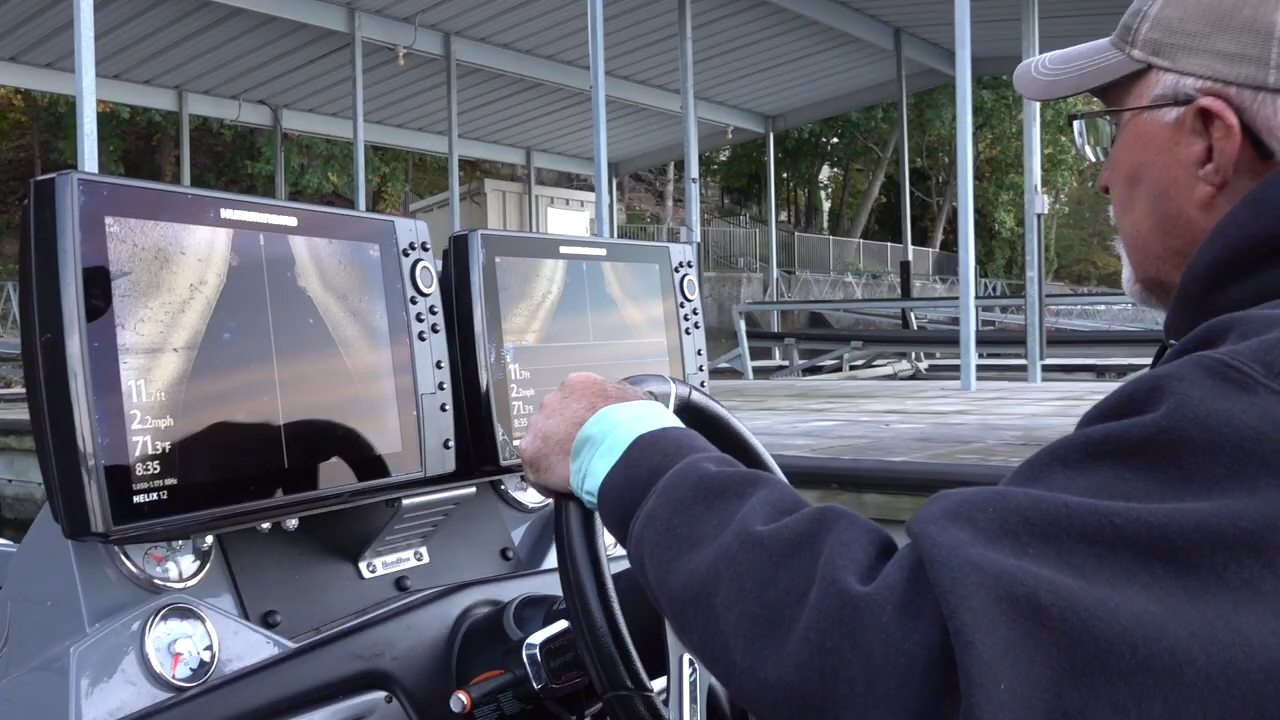 HUMMINBIRD
11.7ft
2.2mph
71.3°F
8:35
1.050-1.175 MHz
HELIX 12
11.7ft
2.2mph
71.3°F
8:35